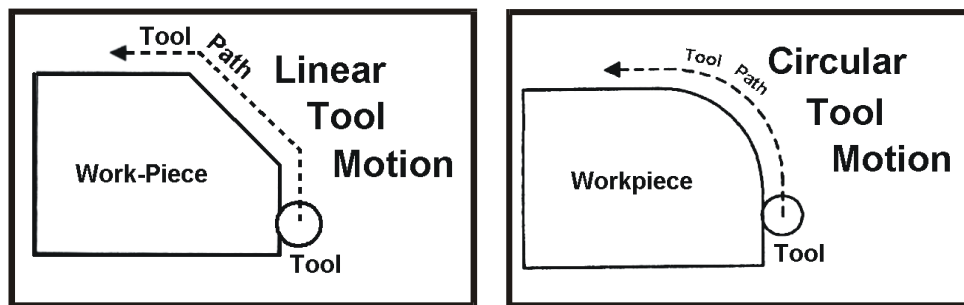 Tool Path
Linear
Tool
Motion
Work-Piece
Tool
Tool Path
Circular
Tool
Motion
Workpiece
Tool